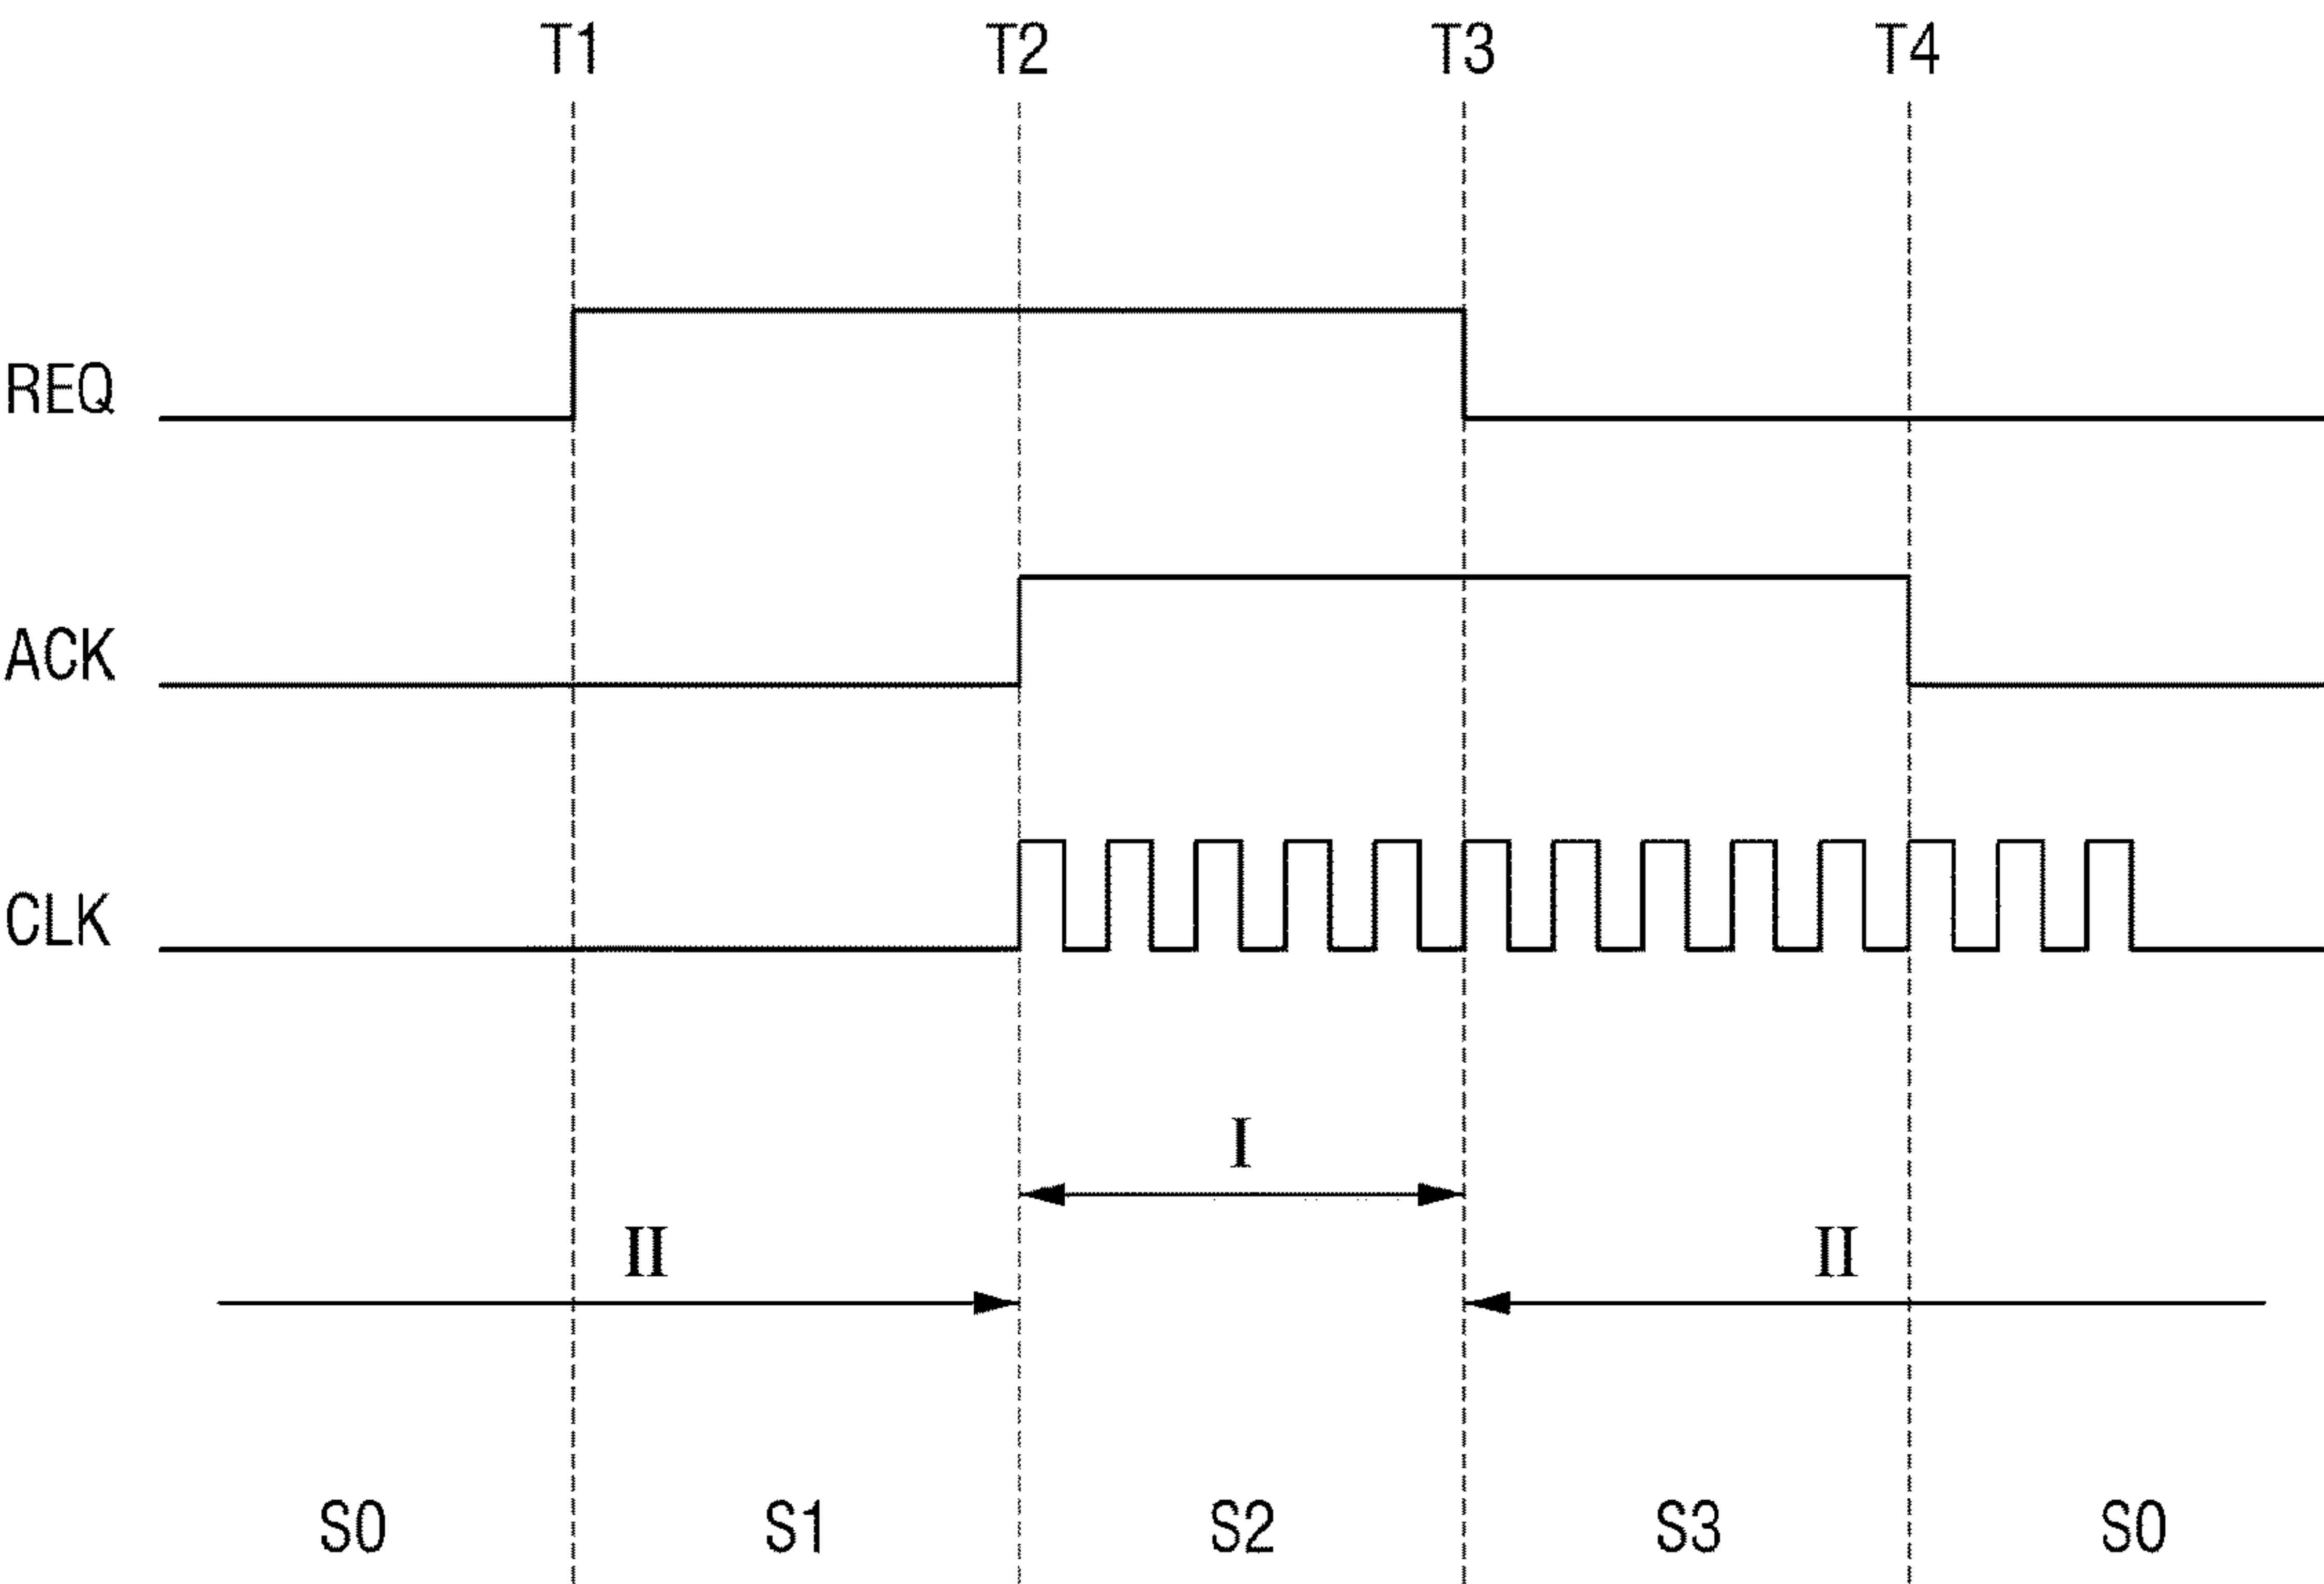 T1 T2 T3 T4
REQ
ACK
CLK
I
II II
S0 S1 S2 S3 S0